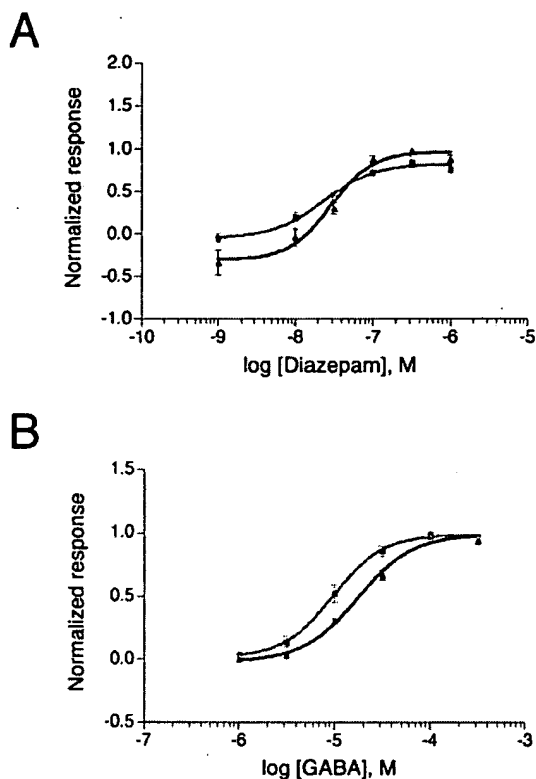 A
Normalized response
2.0
1.5
1.0
0.5
0.0
-0.5
-1.0
-10 -9 -8 -7 -6 -5
log [Diazepam], M
B
Normalized response
1.5
1.0
0.5
0.0
-0.5
-7 -6 -5 -4 -3
log [GABA], M